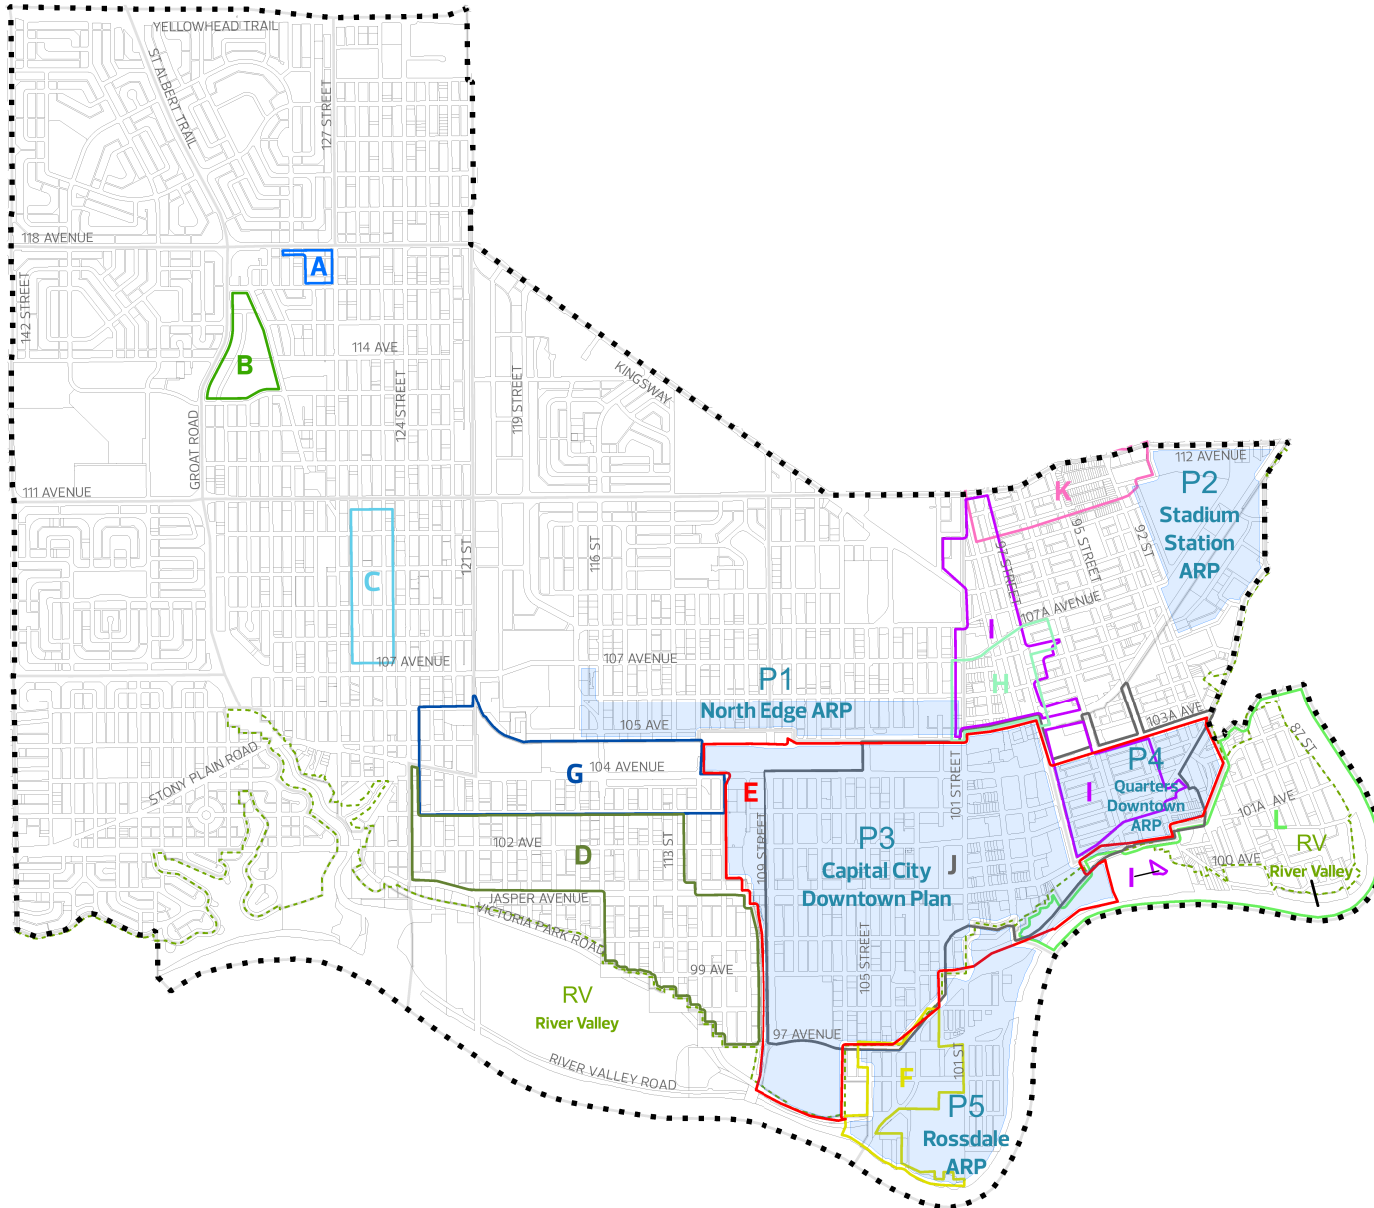 YELLOWHEAD TRAIL
ST ALBERT TRAIL
127 STREET
118 AVENUE
A
142 STREET
B
114 AVE
124 STREET
119 STREET
KINGSWAY
GROAT ROAD
111 AVENUE
112 AVENUE
K
P2
Stadium
Station
ARP
95 STREET
92 ST
97 STREET
C
121 ST
116 ST
107A AVENUE
I
107 AVENUE
107 AVENUE
H
P1
North Edge ARP
105 AVE
103A AVE
87 ST
STONY PLAIN ROAD
G
104 AVENUE
E
109 STREET
101 STREET
I
P4
Quarters
Downtown
ARP
101A AVE
L
RV
River Valley
100 AVE
102 AVE
D
113 ST
P3
Capital City
Downtown Plan
J
I
JASPER AVENUE
VICTORIA PARK ROAD
105 STREET
99 AVE
RV
River Valley
97 AVENUE
RIVER VALLEY ROAD
F
101 ST
P5
Rossdale
ARP